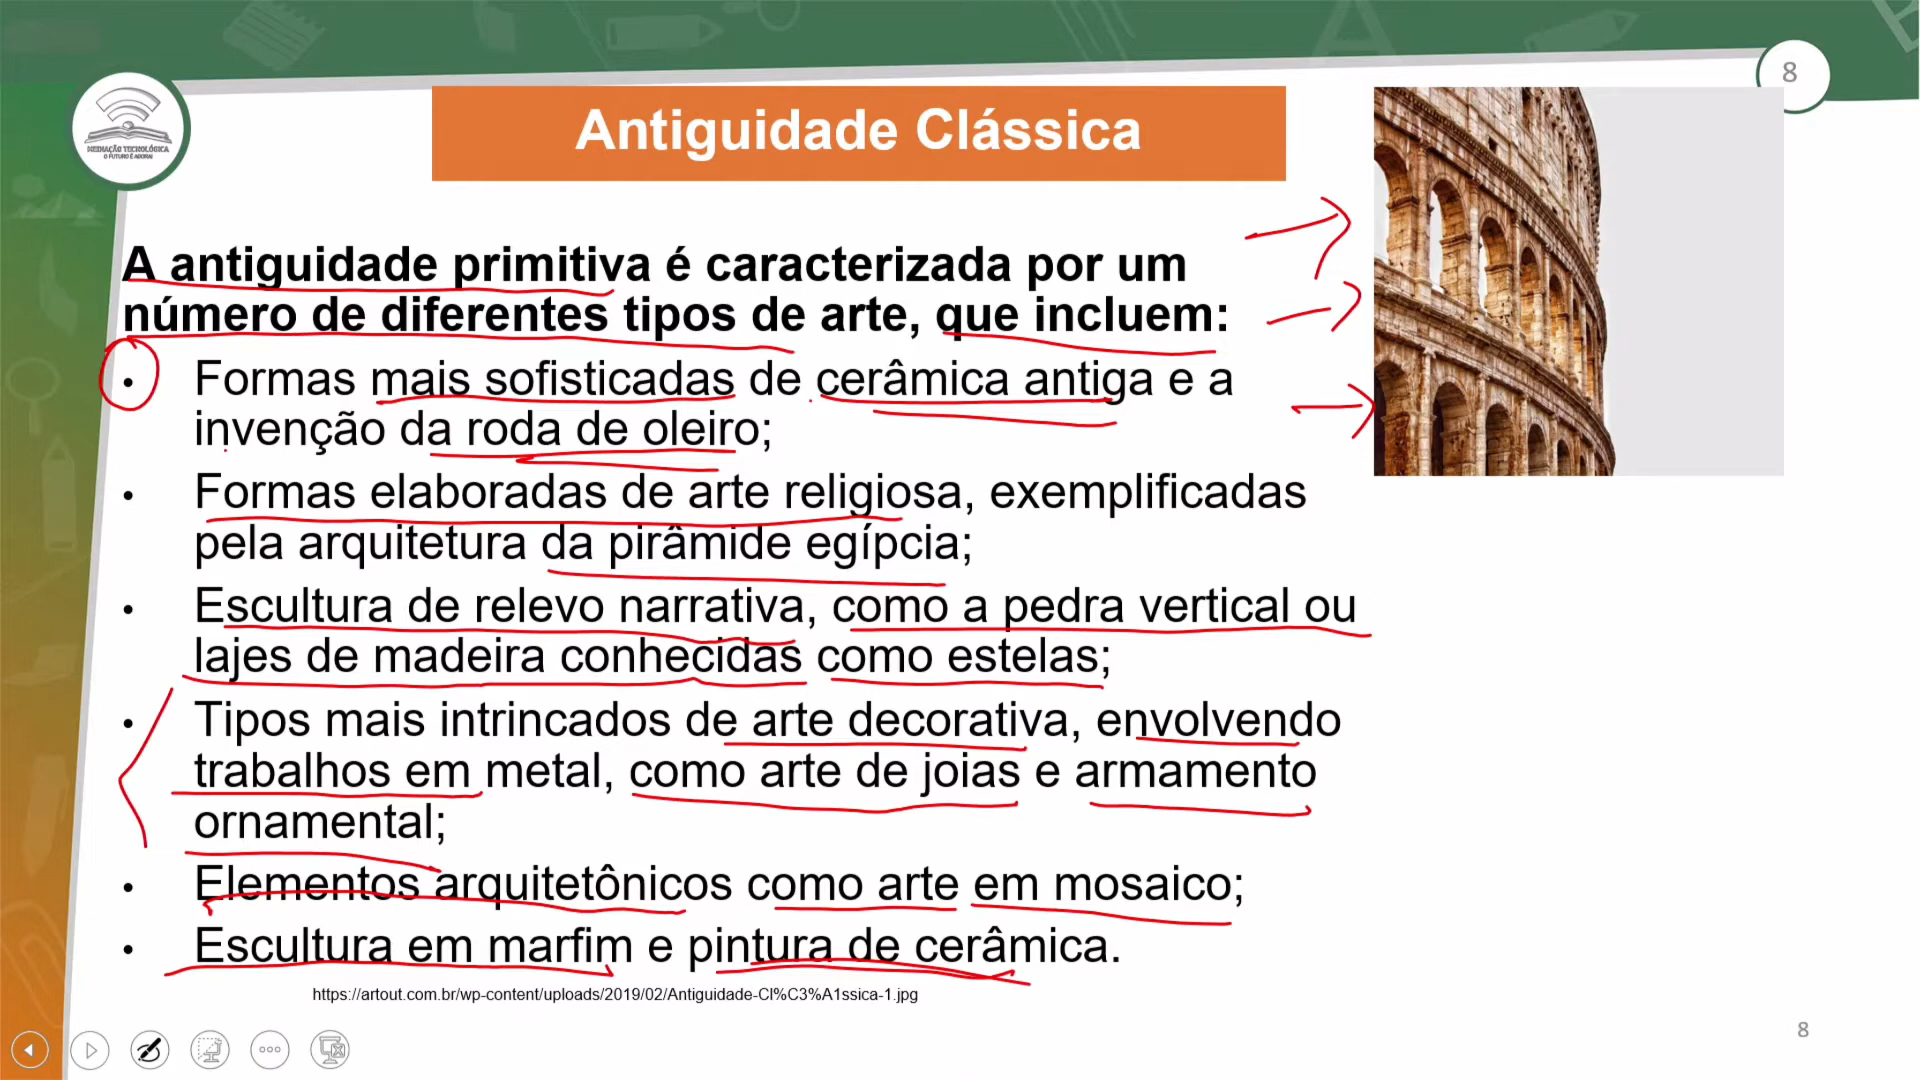 8
MEDIAÇÃO TECNOLÓGICA
O FUTURO É AGORA!
Antiguidade Clássica
A antiguidade primitiva é caracterizada por um
número de diferentes tipos de arte, que incluem:
• Formas mais sofisticadas de cerâmica antiga e a
invenção da roda de oleiro;
• Formas elaboradas de arte religiosa, exemplificadas
pela arquitetura da pirâmide egípcia;
• Escultura de relevo narrativa, como a pedra vertical ou
lajes de madeira conhecidas como estelas;
• Tipos mais intrincados de arte decorativa, envolvendo
trabalhos em metal, como arte de joias e armamento
ornamental;
• Elementos arquitetônicos como arte em mosaico;
• Escultura em marfim e pintura de cerâmica.
https://artout.com.br/wp-content/uploads/2019/02/Antiguidade-Cl%C3%A1ssica-1.jpg
8